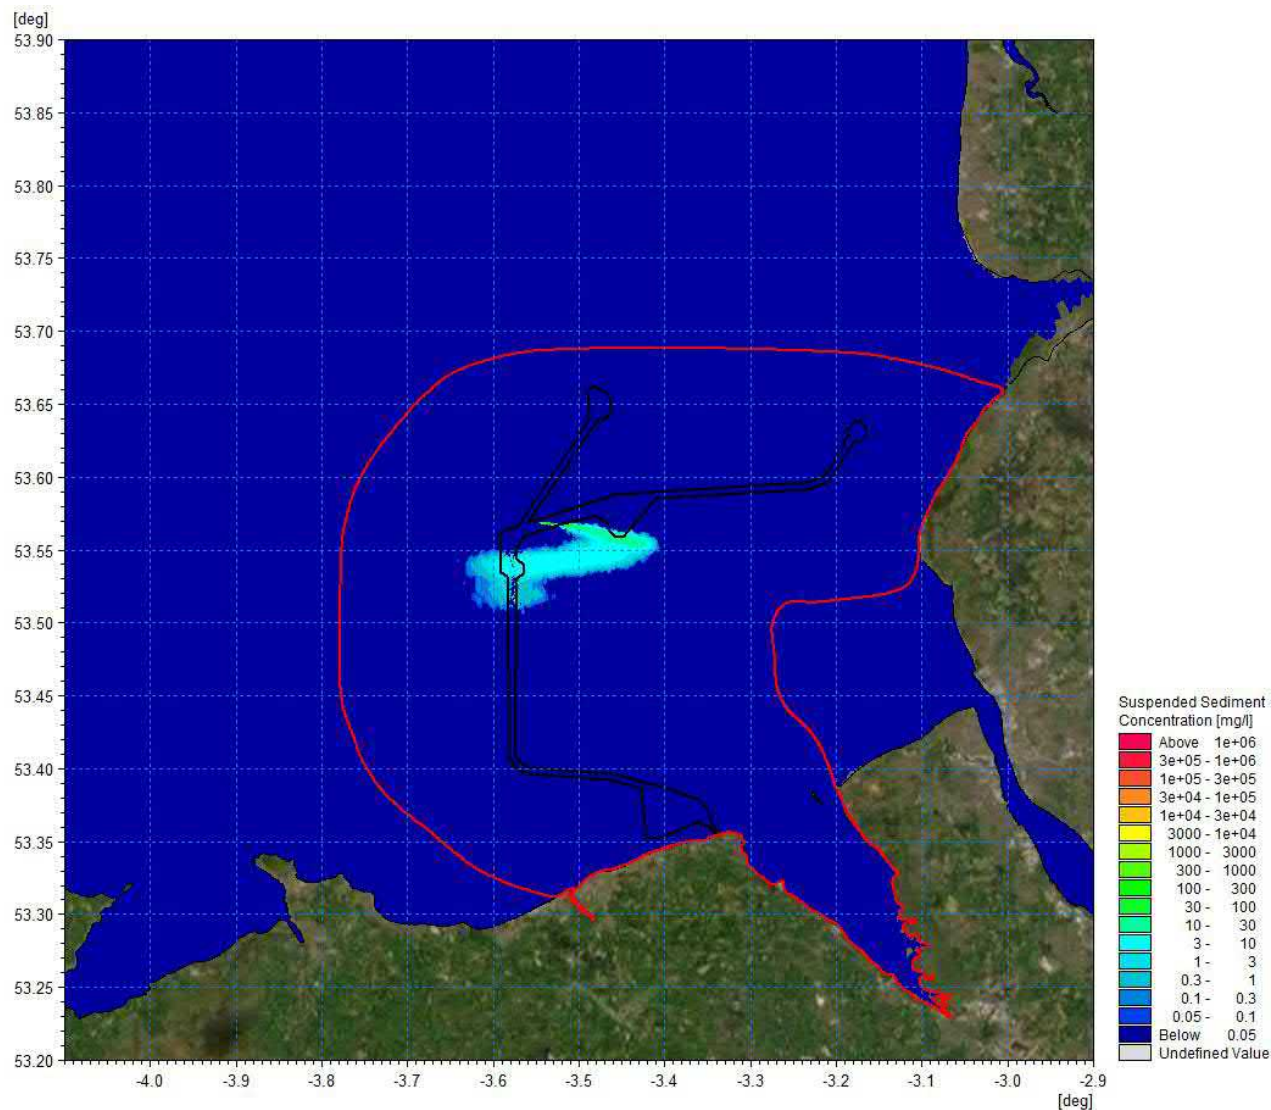 [deg]
53.90
53.85
53.80
53.75
53.70
53.65
53.60
53.55
53.50
53.45
53.40
53.35
53.30
53.25
53.20
-4.0 -3.9 -3.8 -3.7 -3.6 -3.5 -3.4 -3.3 -3.2 -3.1 -3.0 -2.9
[deg]
Suspended Sediment
Concentration [mg/l]
Above 1e+06
3e+05 - 1e+06
1e+05 - 3e+05
3e+04 - 1e+05
1e+04 - 3e+04
3000 - 1e+04
1000 - 3000
300 - 1000
100 - 300
30 - 100
10 - 30
3 - 10
1 - 3
0.3 - 1
0.1 - 0.3
0.05 - 0.1
Below 0.05
Undefined Value